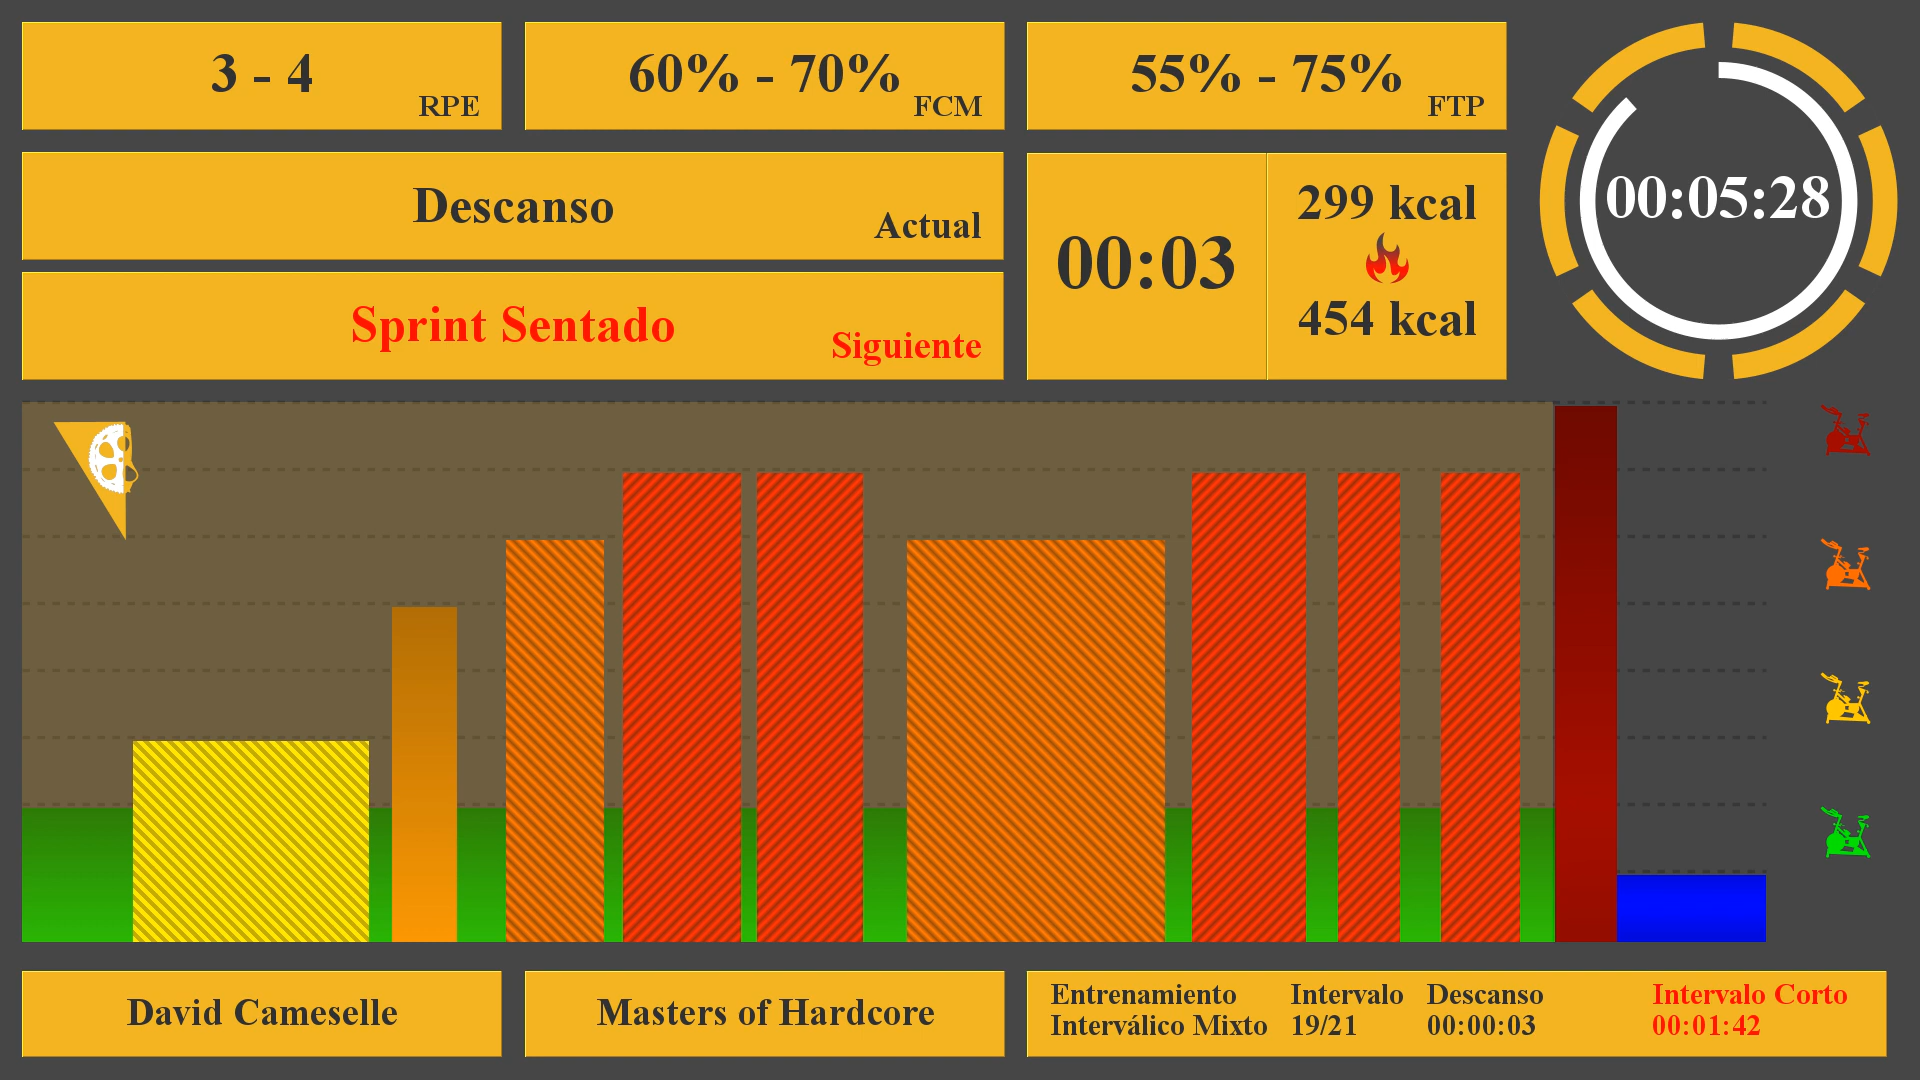 3 - 4
RPE
60% - 70%
FCM
55% - 75%
FTP
00:05:28
Descanso
Actual
Sprint Sentado
Siguiente
00:03
299 kcal
454 kcal
David Cameselle
Masters of Hardcore
Entrenamiento
Interválico Mixto
Intervalo
19/21
Descanso
00:00:03
Intervalo Corto
00:01:42